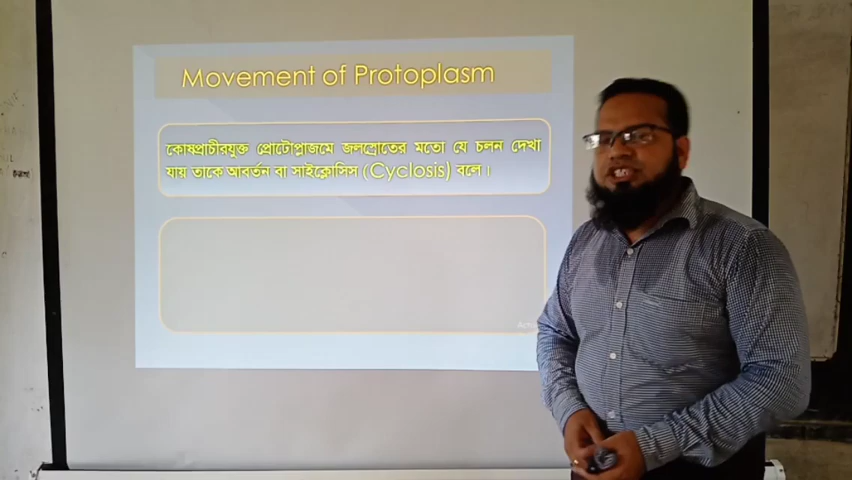 Movement of Protoplasm
কোষপ্রাচীরযুক্ত প্রোটোপ্লাজমে জলস্রোতের মতো যে চলন দেখা
যায় তাকে আবর্তন বা সাইক্লোসিস (Cyclosis) বলে।